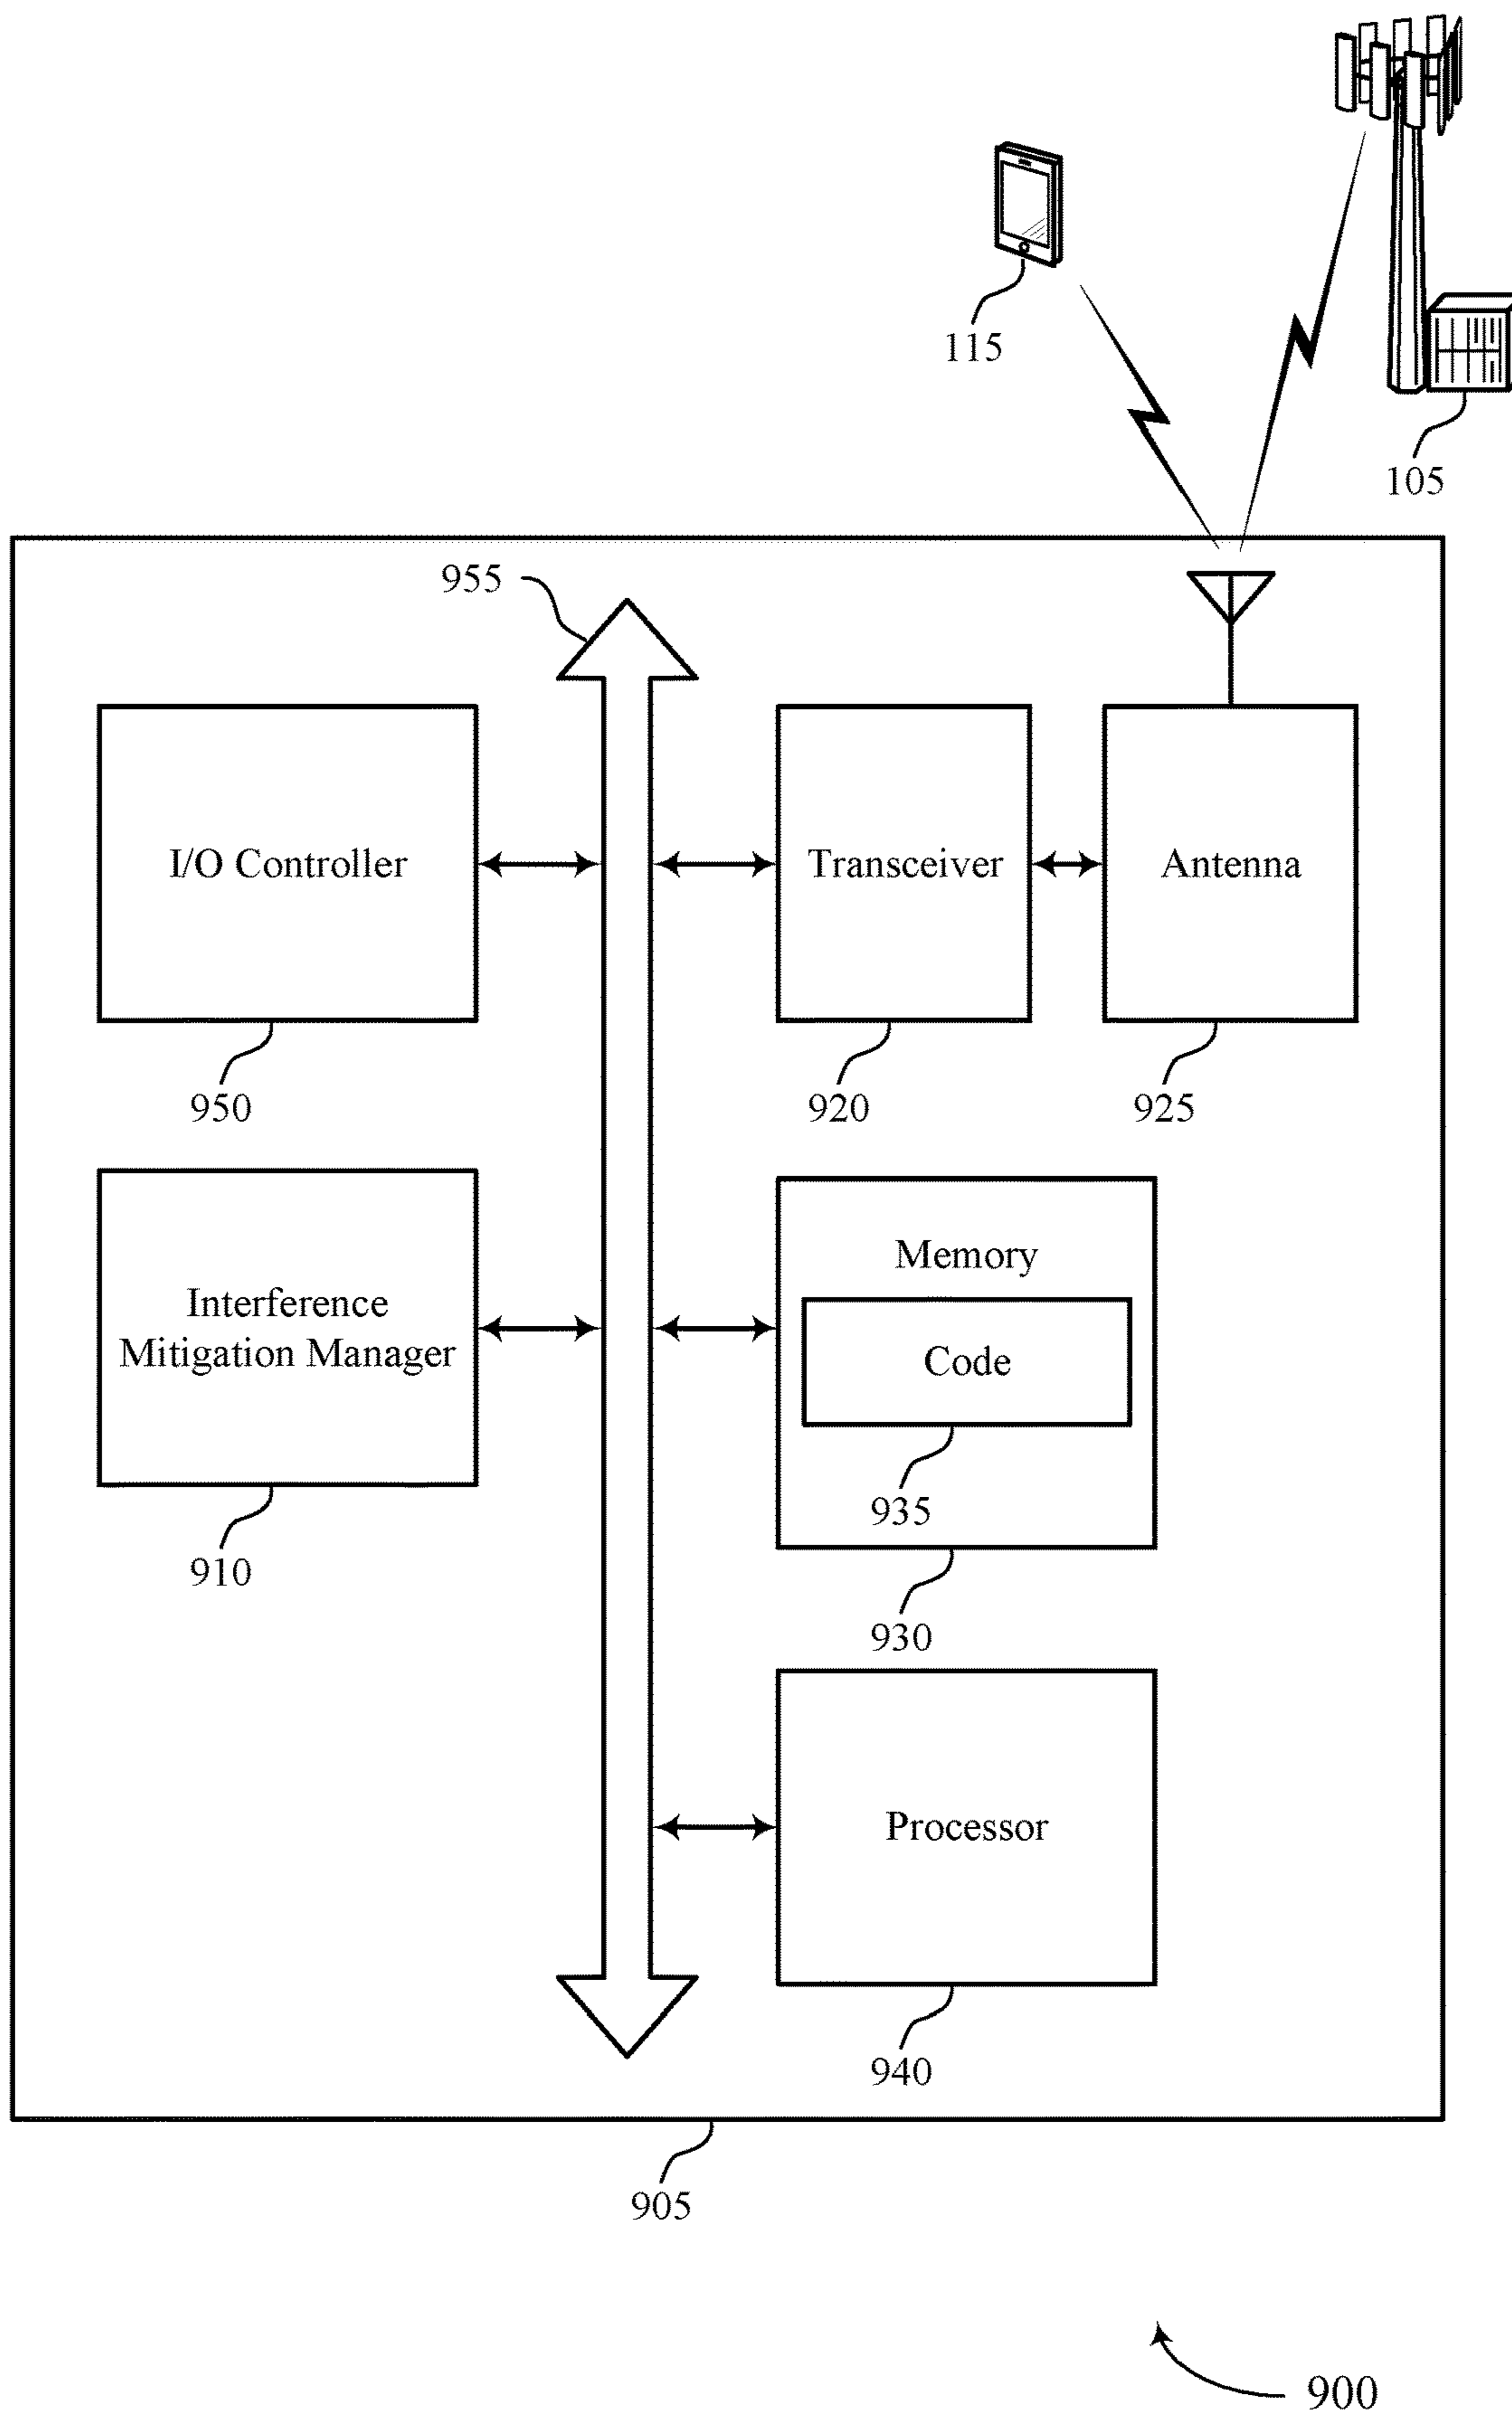 115
105
955
I/O Controller
Transceiver
Antenna
950
920
925
Interference
Mitigation Manager
Memory
Code
935
910
930
Processor
940
905
900